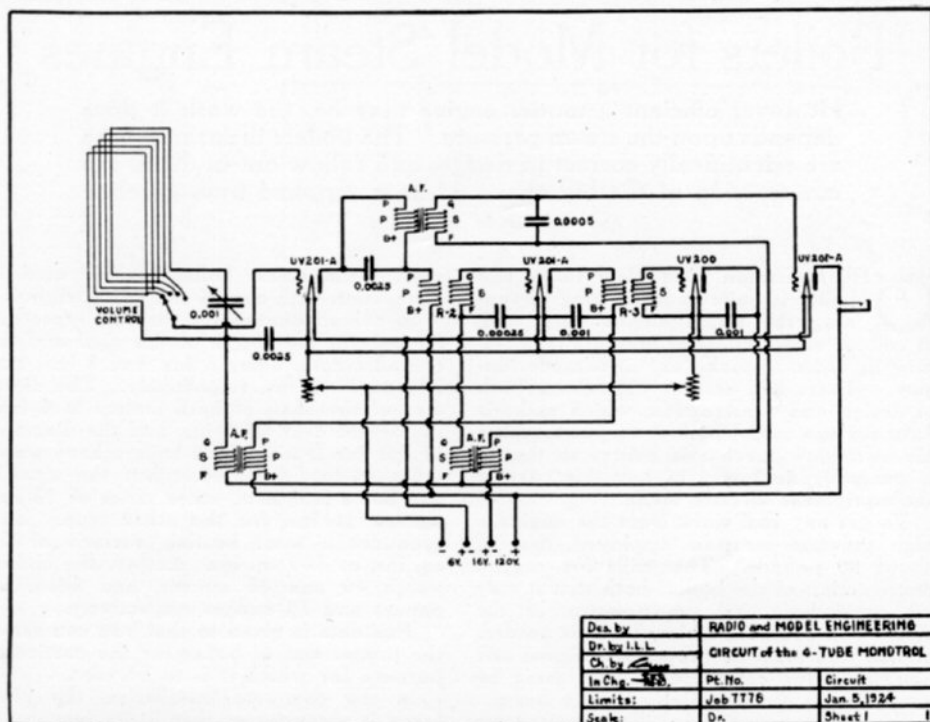 A.F.
P G
P S
B+ F
0.0005
UV201-A
0.0025
UV201-A
UV200
UV201-A
P G
P S
B+ F
R-2
P G
P S
B+ F
R-3
VOLUME
CONTROL
0.001
0.0025
0.00025
0.001
0.001
G A.F. P
S P
F B+
G A.F. P
S P
F B+
- + - + - +
6V. 16V. 120V.
Des. by RADIO and MODEL ENGINEERING
Dr. by I.L.L. CIRCUIT of the 4-TUBE MONOTROL
Ch. by
In Chg. Pt. No. Circuit
Limits: Job 7776 Jan. 5, 1924
Scale: Dr. Sheet 1 1